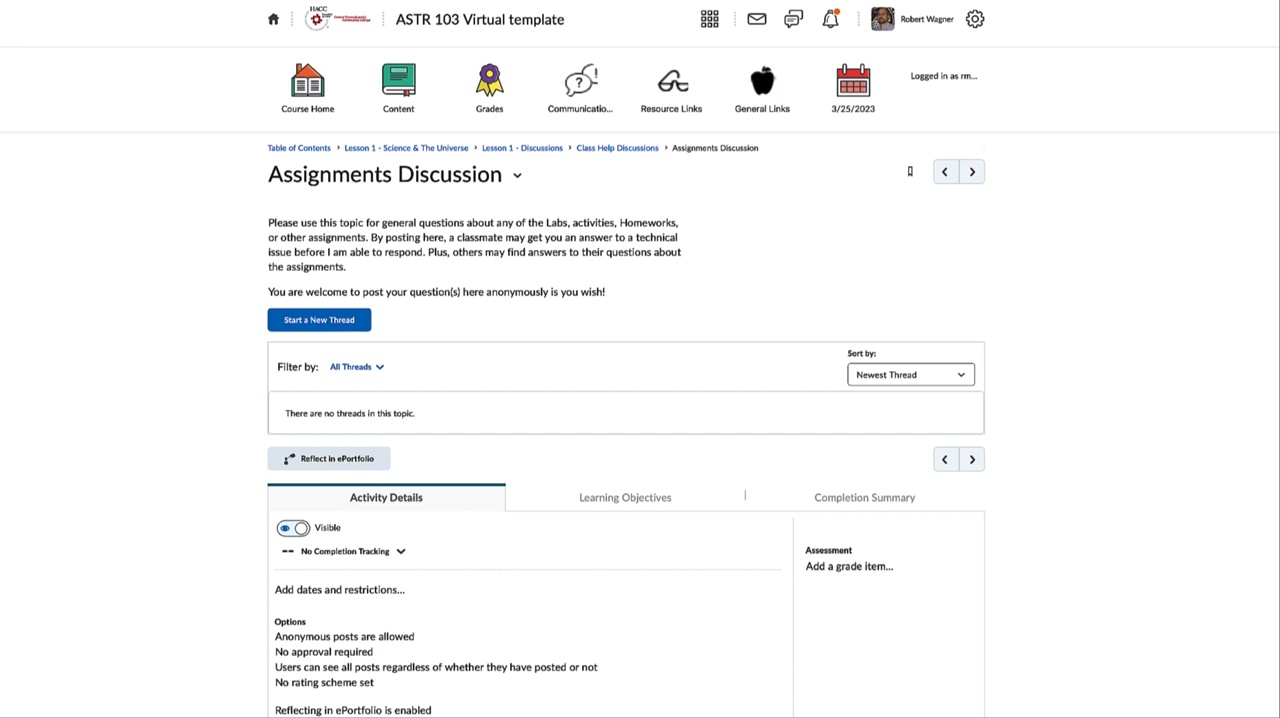 HACC
ASTR 103 Virtual template
Robert Wagner
Course Home
Content
Grades
Communicatio...
Resource Links
General Links
3/25/2023
Logged in as rm...
Table of Contents › Lesson 1 - Science & The Universe › Lesson 1 - Discussions › Class Help Discussions › Assignments Discussion
Assignments Discussion
Please use this topic for general questions about any of the Labs, activities, Homeworks,
or other assignments. By posting here, a classmate may get you an answer to a technical
issue before I am able to respond. Plus, others may find answers to their questions about
the assignments.
You are welcome to post your question(s) here anonymously is you wish!
Start a New Thread
Filter by: All Threads
Sort by:
Newest Thread
There are no threads in this topic.
Reflect in ePortfolio
Activity Details
Learning Objectives
Completion Summary
Visible
No Completion Tracking
Assessment
Add a grade item...
Add dates and restrictions...
Options
Anonymous posts are allowed
No approval required
Users can see all posts regardless of whether they have posted or not
No rating scheme set
Reflecting in ePortfolio is enabled